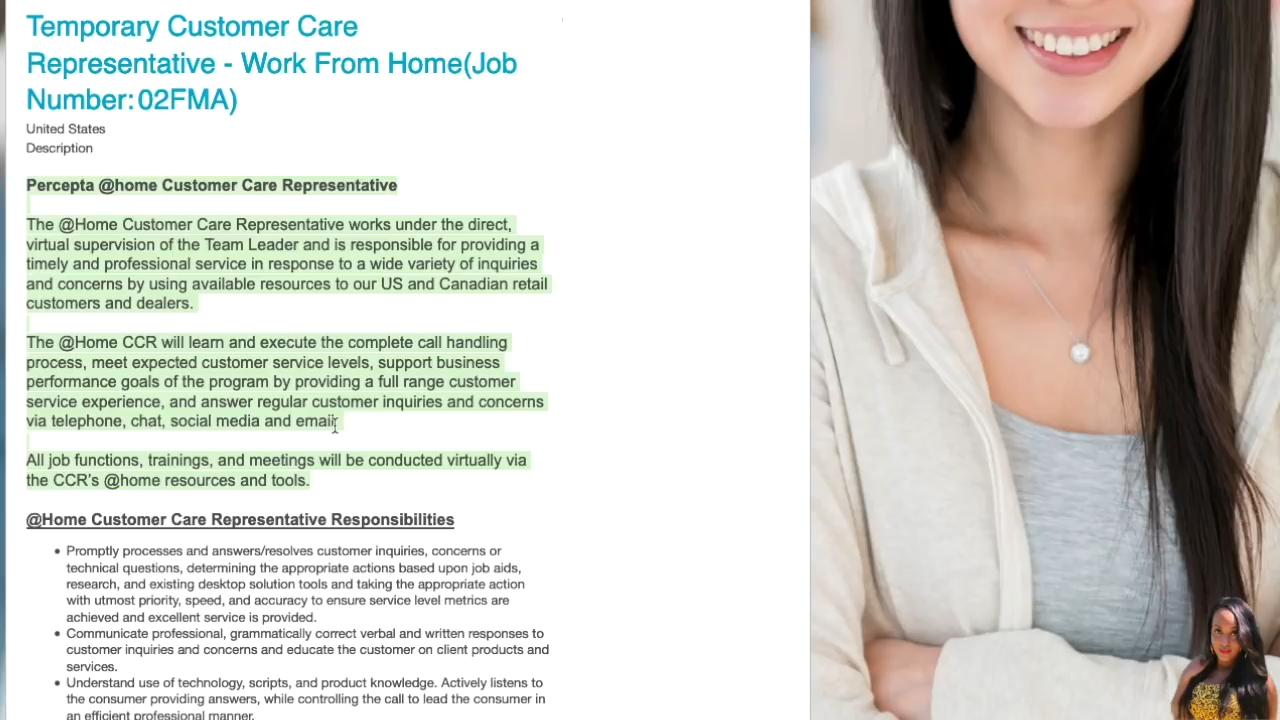 Temporary Customer Care
Representative - Work From Home(Job
Number: 02FMA)
United States
Description
Percepta @home Customer Care Representative
The @Home Customer Care Representative works under the direct,
virtual supervision of the Team Leader and is responsible for providing a
timely and professional service in response to a wide variety of inquiries
and concerns by using available resources to our US and Canadian retail
customers and dealers.
The @Home CCR will learn and execute the complete call handling
process, meet expected customer service levels, support business
performance goals of the program by providing a full range customer
service experience, and answer regular customer inquiries and concerns
via telephone, chat, social media and email.
All job functions, trainings, and meetings will be conducted virtually via
the CCR's @home resources and tools.
@Home Customer Care Representative Responsibilities
• Promptly processes and answers/resolves customer inquiries, concerns or
technical questions, determining the appropriate actions based upon job aids,
research, and existing desktop solution tools and taking the appropriate action
with utmost priority, speed, and accuracy to ensure service level metrics are
achieved and excellent service is provided.
• Communicate professional, grammatically correct verbal and written responses to
customer inquiries and concerns and educate the customer on client products and
services.
• Understand use of technology, scripts, and product knowledge. Actively listens to
the consumer providing answers, while controlling the call to lead the consumer in
an efficient professional manner.